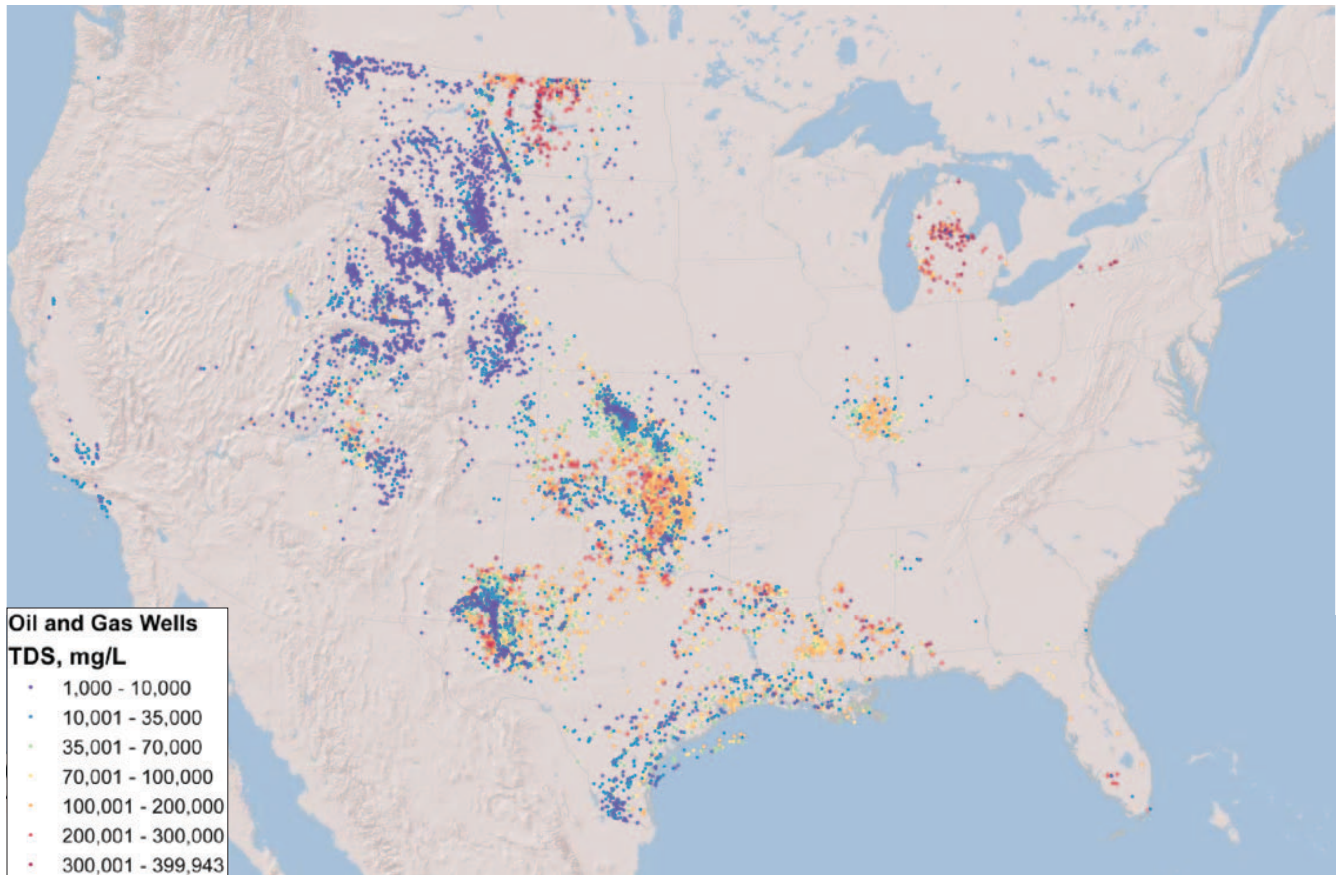 Oil and Gas Wells
TDS, mg/L
1,000 - 10,000
10,001 - 35,000
35,001 - 70,000
70,001 - 100,000
100,001 - 200,000
200,001 - 300,000
300,001 - 399,943